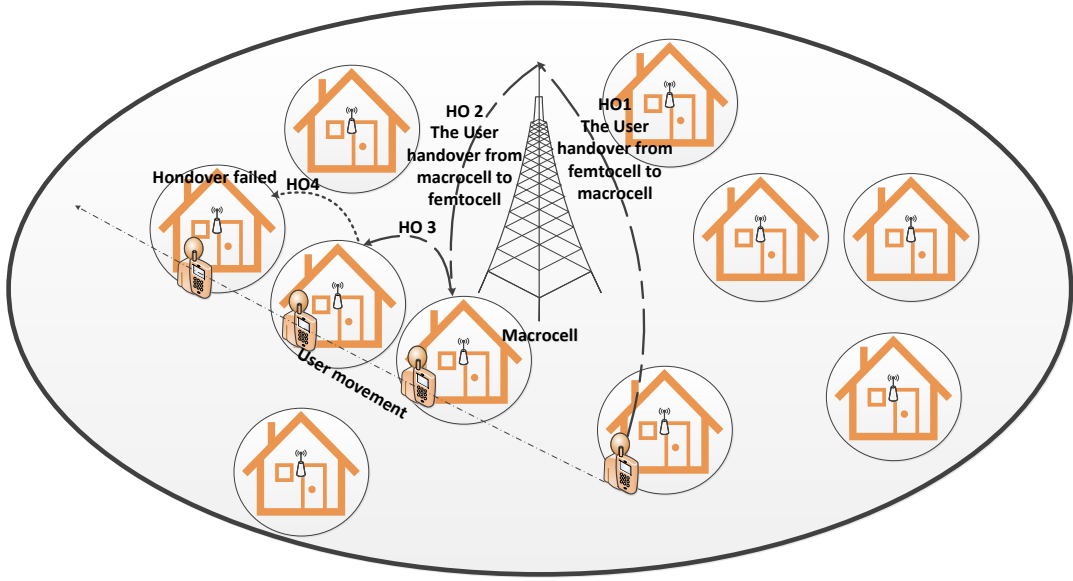 HO 2
The User
handover from
macrocell to
femtocell
HO1
The User
handover from
femtocell to
macrocell
Hondover failed
HO4
HO 3
Macrocell
User movement